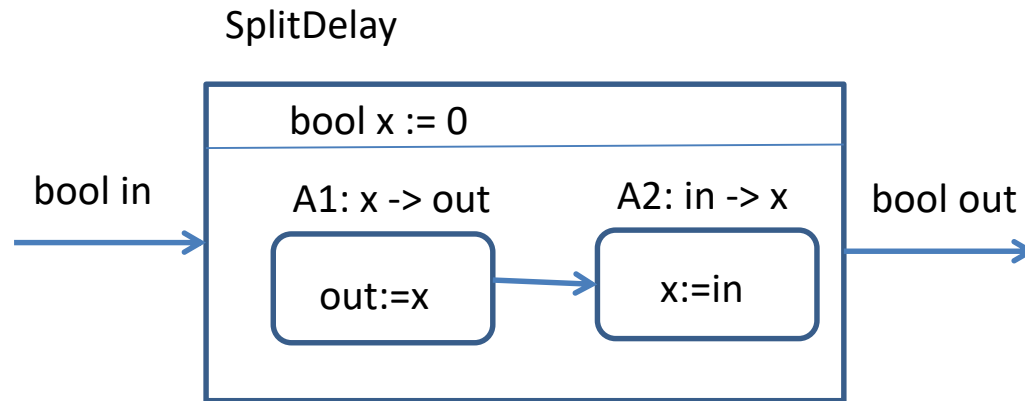 SplitDelay
bool x := 0
bool in
A1: x -> out
A2: in -> x
bool out
out:=x
x:=in